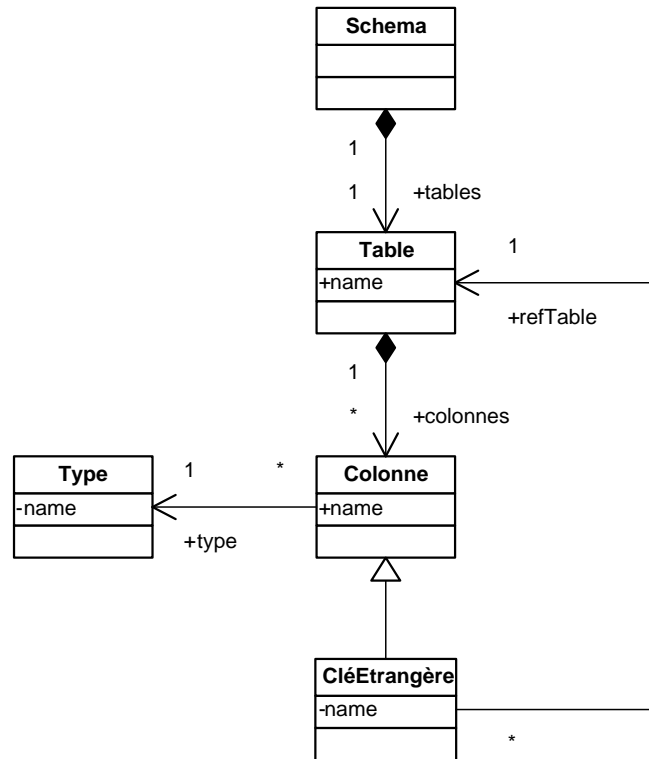 Schema
1
1 +tables
Table
+name
1
+refTable
1
* +colonnes
Type
-name
1 *
+type
Colonne
+name
CléEtrangère
-name
*